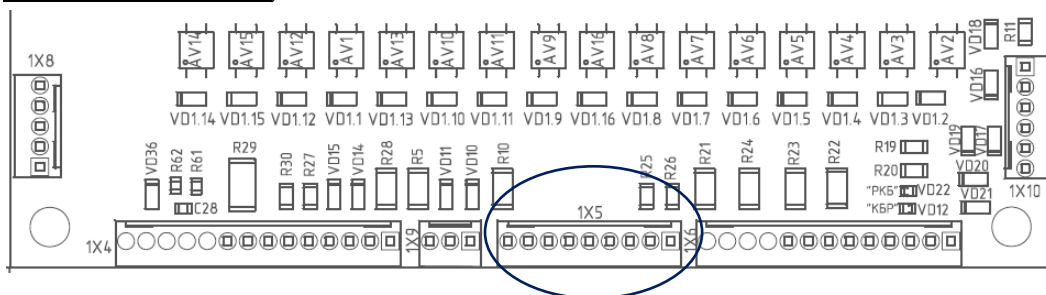 AV14 AV15 AV12 AV1 AV13 AV10 AV11 AV9 AV16 AV8 AV7 AV6 AV5 AV4 AV3 AV2 VD18 R11
1X8
VD16
VD1.14 VD1.15 VD1.12 VD1.1 VD1.13 VD1.10 VD1.11 VD1.9 VD1.16 VD1.8 VD1.7 VD1.6 VD1.5 VD1.4 VD1.3 VD1.2
VD36 R62 R61 R29 R30 R27 VD15 VD14 R28 R5 VD11 VD10 R10 R25 R26 R21 R24 R23 R22 R19 VD19 VD17
R20 VD20
"РКБ" VD22 1X10
C28 "КБР" VD12 VD21
1X4 1X9 1X5 1X6